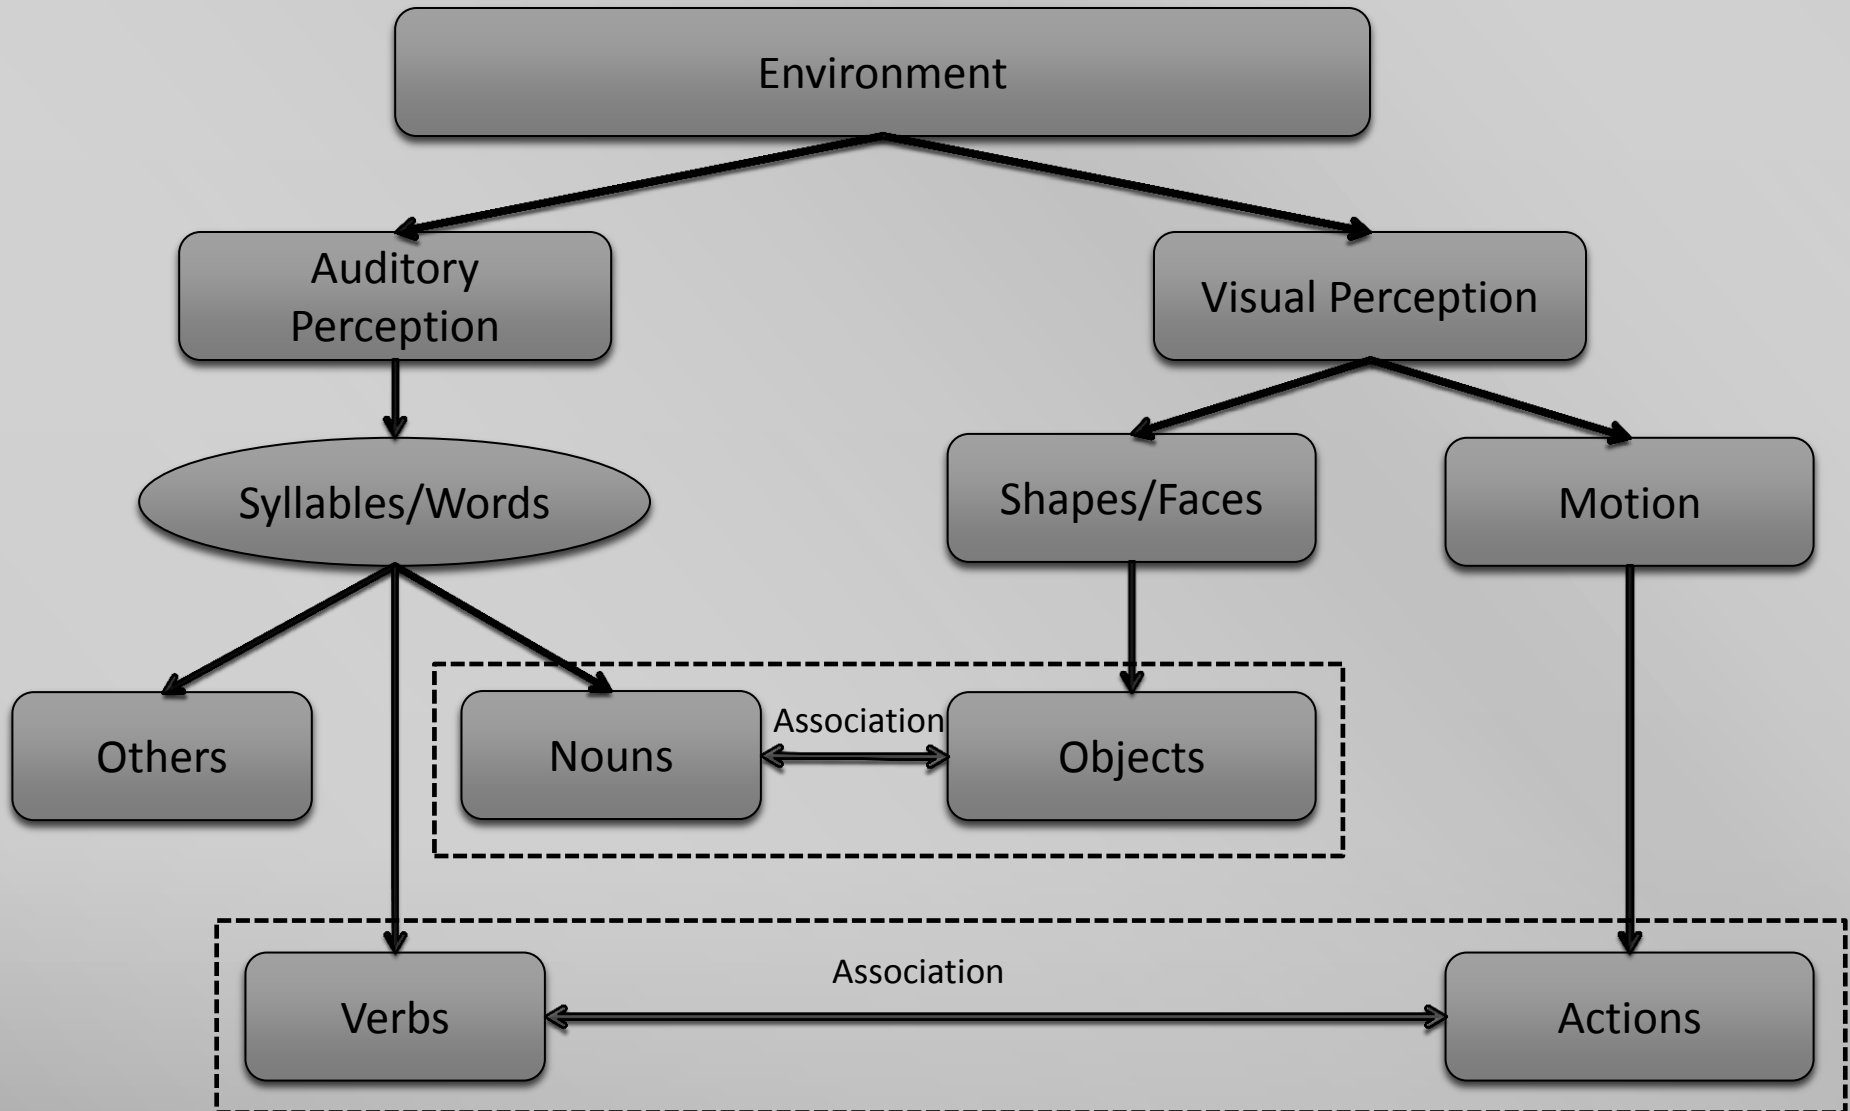 Environment
Auditory
Perception
Visual Perception
Syllables/Words
Shapes/Faces
Motion
Others
Nouns
Association
Objects
Verbs
Association
Actions